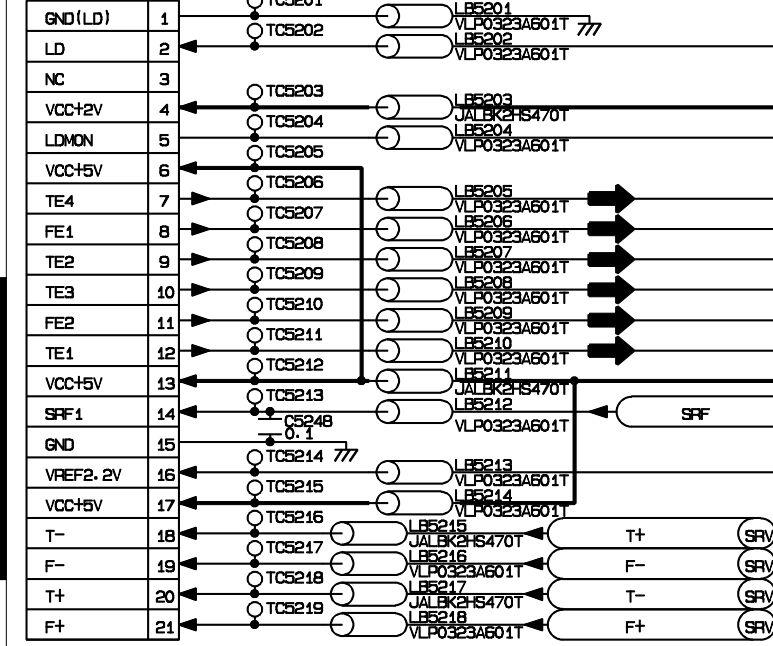 TC5201
LB5201
GND(LD) 1
VLP0323A601T
TC5202
LB5202
LD 2
VLP0323A601T
NC 3
TC5203
LB5203
VCC+2V 4
JALBK2HS470T
TC5204
LB5204
LDMON 5
VLP0323A601T
TC5205
VCC+5V 6
TC5206
LB5205
TE4 7
VLP0323A601T
TC5207
LB5206
FE1 8
VLP0323A601T
TC5208
LB5207
TE2 9
VLP0323A601T
TC5209
LB5208
TE3 10
VLP0323A601T
TC5210
LB5209
FE2 11
VLP0323A601T
TC5211
LB5210
TE1 12
VLP0323A601T
TC5212
LB5211
VCC+5V 13
JALBK2HS470T
TC5213
LB5212
SRF1 14 SRF
C5248
VLP0323A601T
0.1
GND 15
TC5214
LB5213
VREF2.2V 16
VLP0323A601T
TC5215
LB5214
VCC+5V 17
VLP0323A601T
TC5216
LB5215
T- 18 T+ SRV
JALBK2HS470T
TC5217
LB5216
F- 19 F- SRV
VLP0323A601T
TC5218
LB5217
T+ 20 T- SRV
JALBK2HS470T
TC5219
LB5218
F+ 21 F+ SRV
VLP0323A601T